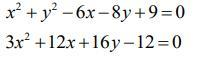 x² + y² − 6x − 8y + 9 = 0
3x² + 12x + 16y − 12 = 0